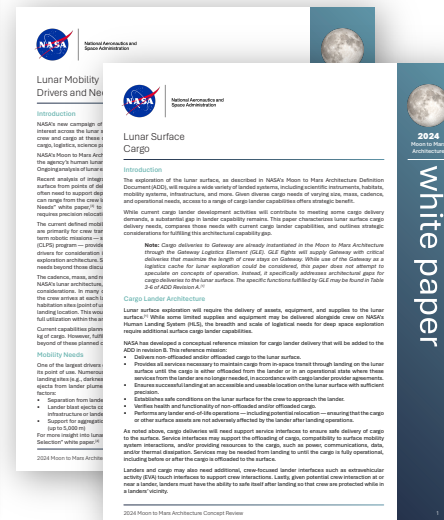 NASA
National Aeronautics and
Space Administration
Lunar Mobility
Drivers and Nee
Introduction
NASA's new campaign of
interest across the lunar s
crew and cargo at these
cargo, logistics, science p
NASA's Moon to Mars Arch
the agency's human lunar
Ongoing analysis of lunar e
Recent analysis of integr
surface from points of del
often need to support dep
can range from the crew l
Needs" white paper,
requires precision relocati
The current defined mobil
are primarily for crew tran
term robotic missions — s
(CLPS) program — provide
drivers for consideration
exploration architecture. S
needs beyond those discu
The cadence, mass, and n
NASA's lunar architecture,
considerations. In many
the crew arrives at each l
habitation sites (point of u
landing location. This woul
full utilization within the ar
Current capabilities planne
kg of cargo. However, fulfi
beyond of these planned c
Mobility Needs
One of the largest drivers
its point of use. Numerous
landing sites (e.g., darknes
ejecta from lander plume
factors:
• Separation from lande
• Lander blast ejecta co
infrastructure or lande
• Support for aggregatio
(up to 5,000 m)
For more insight into lunar
Selection" white paper.
2024 Moon to Mars Archite
NASA
National Aeronautics and
Space Administration
Lunar Surface
Cargo
Introduction
The exploration of the lunar surface, as described in NASA's Moon to Mars Architecture Definition
Document (ADD), will require a wide variety of landed systems, including scientific instruments, habitats,
mobility systems, infrastructure, and more. Given diverse cargo needs of varying size, mass, cadence,
and operational needs, access to a range of cargo lander capabilities offers strategic benefit.
While current cargo lander development activities will contribute to meeting some cargo delivery
demands, a substantial gap in lander capability remains. This paper characterizes lunar surface cargo
delivery needs, compares those needs with current cargo lander capabilities, and outlines strategic
considerations for fulfilling this architectural capability gap.
Note: Cargo deliveries to Gateway are already instantiated in the Moon to Mars Architecture
through the Gateway Logistics Element (GLE). GLE flights will supply Gateway with critical
deliveries that maximize the length of crew stays on Gateway. While use of the Gateway as a
logistics cache for lunar exploration could be considered, this paper does not attempt to
speculate on concepts of operation. Instead, it specifically addresses architectural gaps for
cargo deliveries to the lunar surface. The specific functions fulfilled by GLE may be found in Table
3-6 of ADD Revision A.
Cargo Lander Architecture
Lunar surface exploration will require the delivery of assets, equipment, and supplies to the lunar
surface. While some limited supplies and equipment may be delivered alongside crew on NASA's
Human Landing System (HLS), the breadth and scale of logistical needs for deep space exploration
require additional surface cargo lander capabilities.
NASA has developed a conceptual reference mission for cargo lander delivery that will be added to the
ADD in revision B. This reference mission:
• Delivers non-offloaded and/or offloaded cargo to the lunar surface.
• Provides all services necessary to maintain cargo from in-space transit through landing on the lunar
surface until the cargo is either offloaded from the lander or in an operational state where these
services from the lander are no longer needed, in accordance with cargo lander provider agreements.
• Ensures successful landing at an accessible and useable location on the lunar surface with sufficient
precision.
• Establishes safe conditions on the lunar surface for the crew to approach the lander.
• Verifies health and functionality of non-offloaded and/or offloaded cargo.
• Performs any lander end-of-life operations — including potential relocation — ensuring that the cargo
or other surface assets are not adversely affected by the lander after landing operations.
As noted above, cargo deliveries will need support service interfaces to ensure safe delivery of cargo
to the surface. Service interfaces may support the offloading of cargo, compatibility to surface mobility
system interactions, and/or providing resources to the cargo, such as power, communications, data,
and/or thermal dissipation. Services may be needed from landing to until the cargo is fully operational,
including before or after the cargo is offloaded to the surface.
Landers and cargo may also need additional, crew-focused lander interfaces such as extravehicular
activity (EVA) touch interfaces to support crew interactions. Lastly, given potential crew interaction at or
near a lander, landers must have the ability to safe itself after landing so that crew are protected while in
a landers' vicinity.
2024 Moon to Mars Architecture Concept Review
2024
Moon to Mars
Architecture
white paper
1